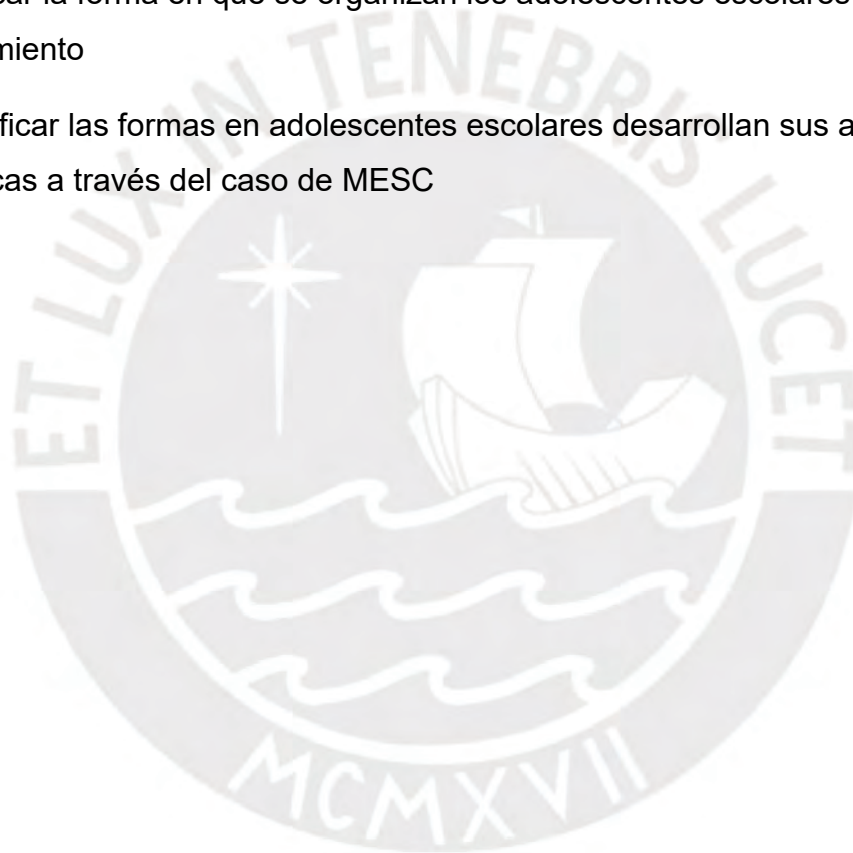 la forma en que se organizan los adolescentes escolares
miento
ficar las formas en adolescentes escolares desarrollan sus a
cas a través del caso de MESC
ET LUX IN TENEBRIS LUCET
MCMXVII